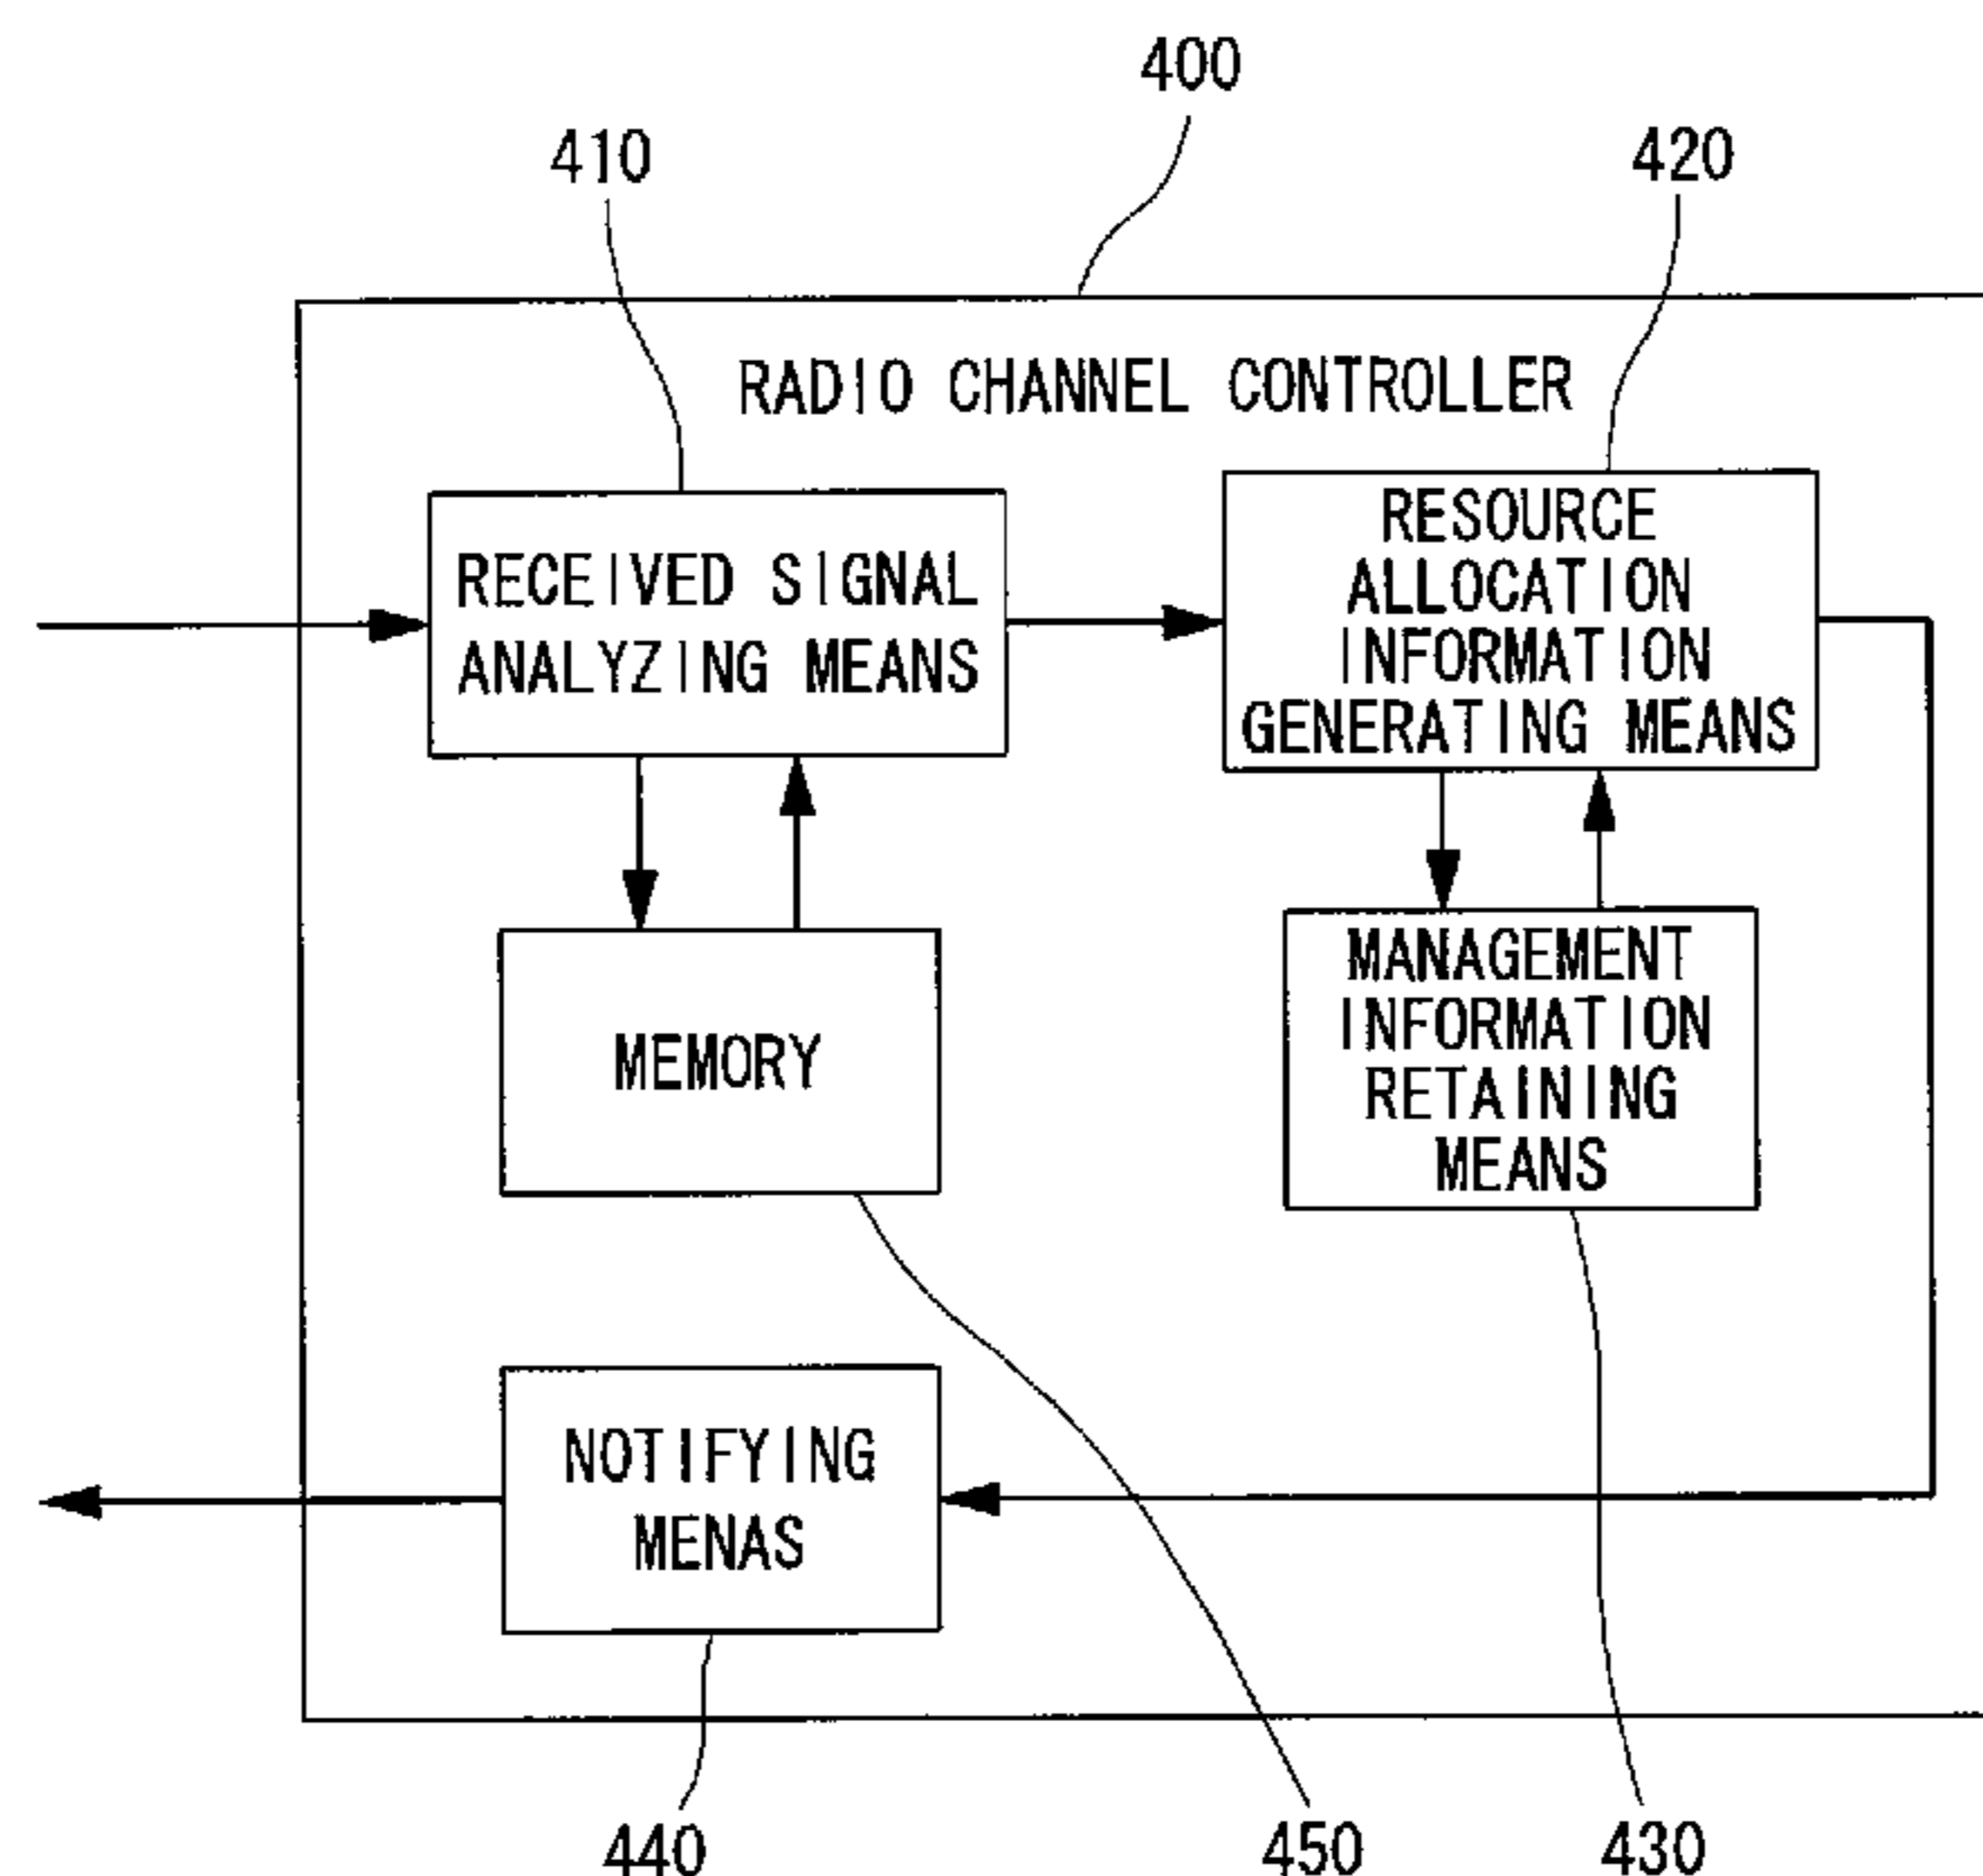 400
410
420
RADIO CHANNEL CONTROLLER
RECEIVED SIGNAL
ANALYZING MEANS
RESOURCE
ALLOCATION
INFORMATION
GENERATING MEANS
MEMORY
MANAGEMENT
INFORMATION
RETAINING
MEANS
NOTIFYING
MENAS
440
450
430